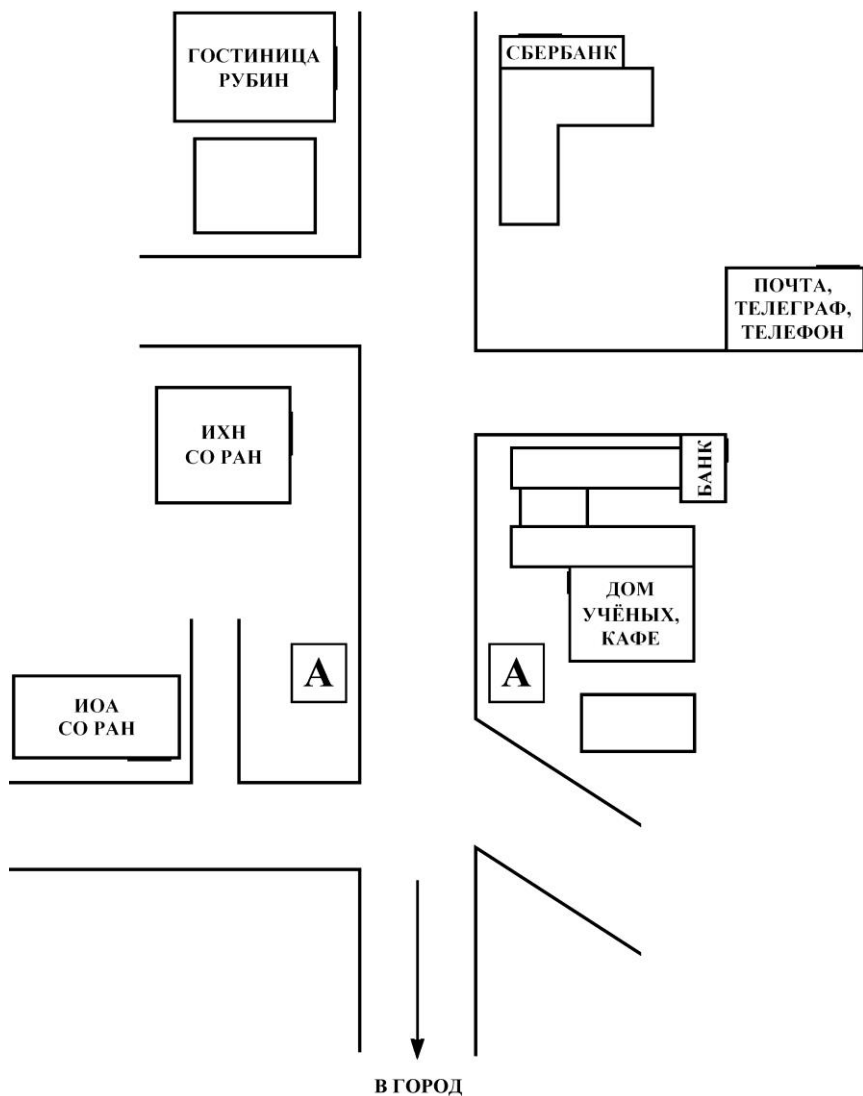 ГОСТИНИЦА
РУБИН
СБЕРБАНК
ПОЧТА,
ТЕЛЕГРАФ,
ТЕЛЕФОН
ИХН
СО РАН
БАНК
ДОМ
УЧЁНЫХ,
КАФЕ
А
А
ИОА
СО РАН
В ГОРОД